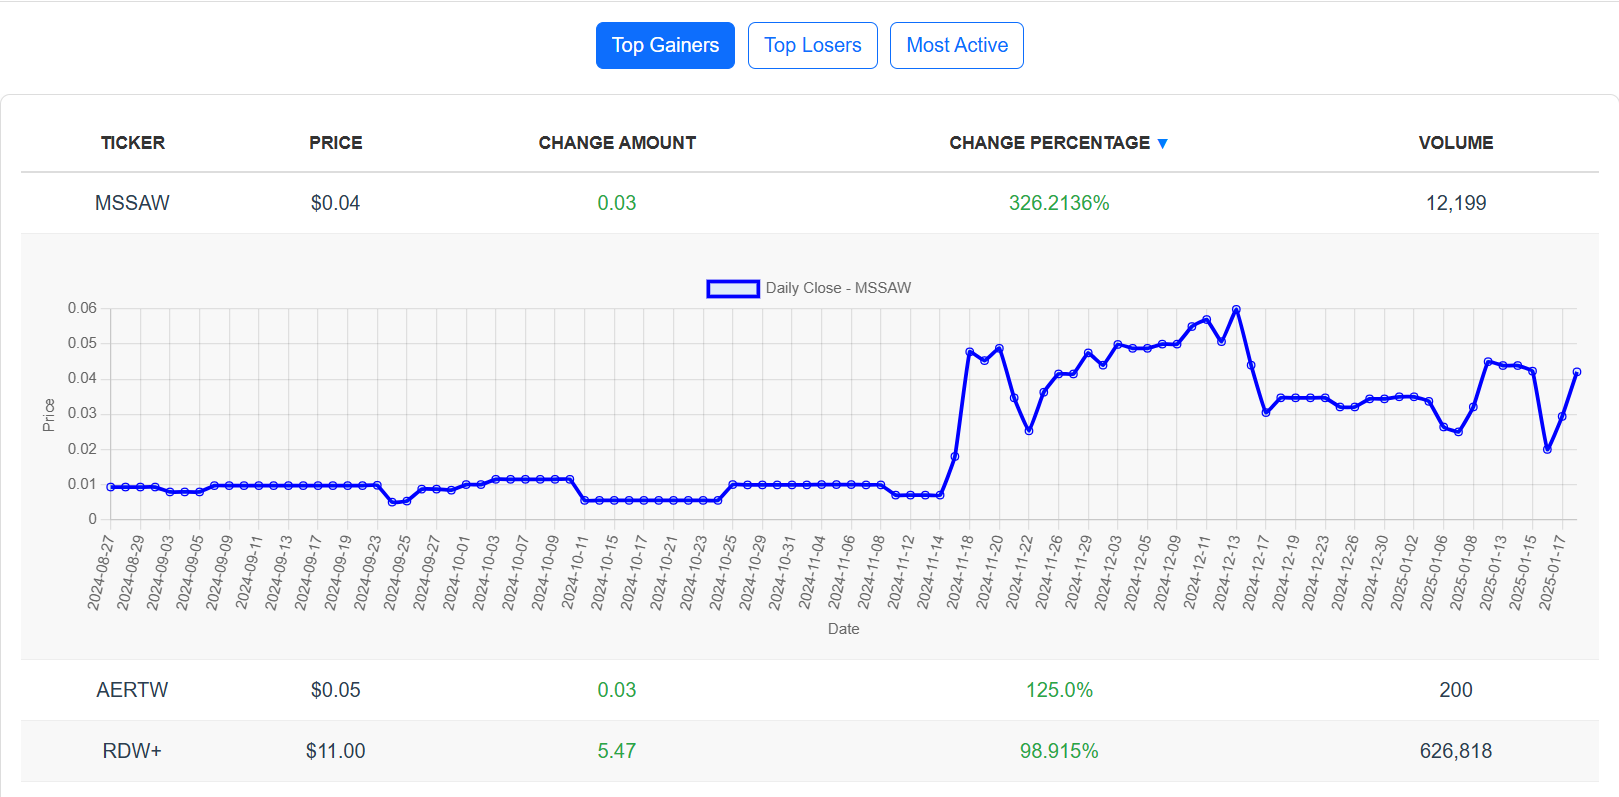 Top Gainers Top Losers Most Active
TICKER PRICE CHANGE AMOUNT CHANGE PERCENTAGE ▼ VOLUME
MSSAW $0.04 0.03 326.2136% 12,199
Daily Close - MSSAW
0.06
0.05
0.04
0.03
0.02
0.01
0
Price
2024-08-27 2024-08-29 2024-09-03 2024-09-05 2024-09-09 2024-09-11 2024-09-13 2024-09-17 2024-09-19 2024-09-23 2024-09-25 2024-09-27 2024-10-01 2024-10-03 2024-10-07 2024-10-09 2024-10-11 2024-10-15 2024-10-17 2024-10-21 2024-10-23 2024-10-25 2024-10-29 2024-10-31 2024-11-04 2024-11-06 2024-11-08 2024-11-12 2024-11-14 2024-11-18 2024-11-20 2024-11-22 2024-11-26 2024-11-29 2024-12-03 2024-12-05 2024-12-09 2024-12-11 2024-12-13 2024-12-17 2024-12-19 2024-12-23 2024-12-26 2024-12-30 2025-01-02 2025-01-06 2025-01-08 2025-01-13 2025-01-15 2025-01-17
Date
AERTW $0.05 0.03 125.0% 200
RDW+ $11.00 5.47 98.915% 626,818